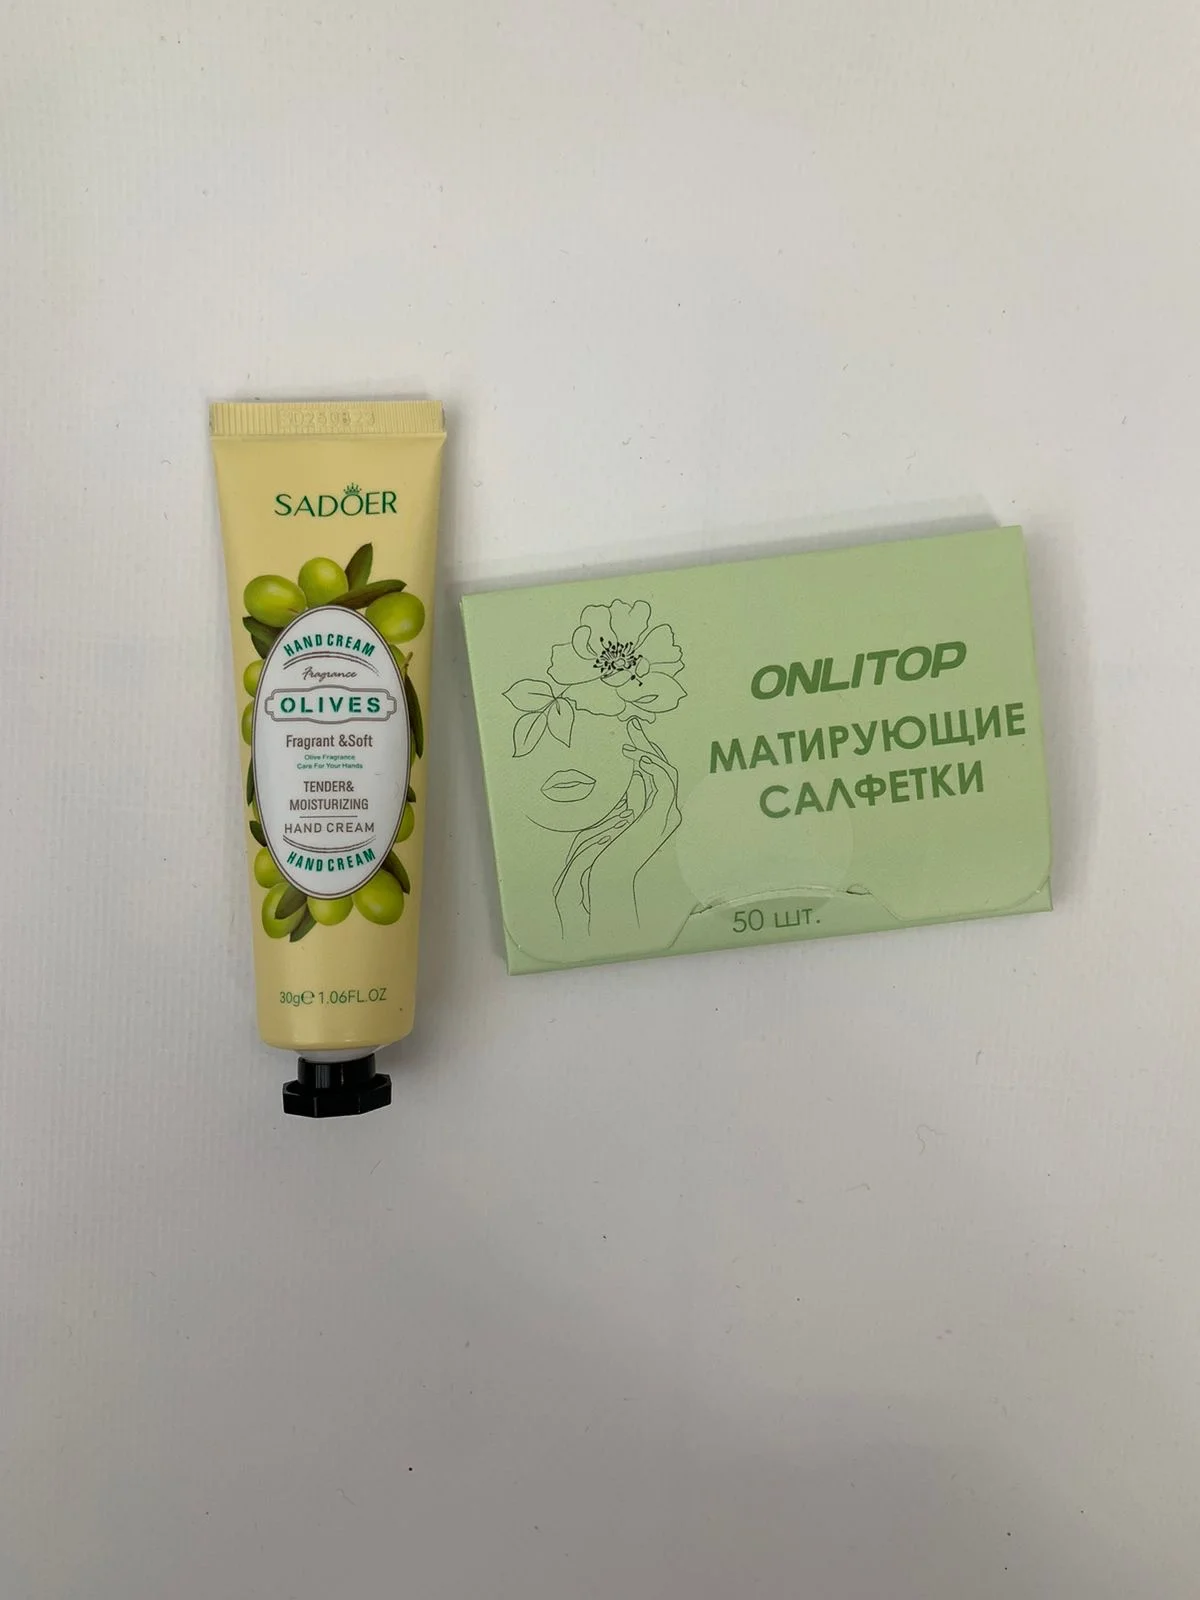 SADOER
HAND CREAM
Fragrance
OLIVES
Fragrant &Soft
Olive Fragrance
Care For Your Hands
TENDER&
MOISTURIZING
HAND CREAM
HAND CREAM
30g℮1.06FL.OZ
ONLITOP
МАТИРУЮЩИЕ
САЛФЕТКИ
50 шт.